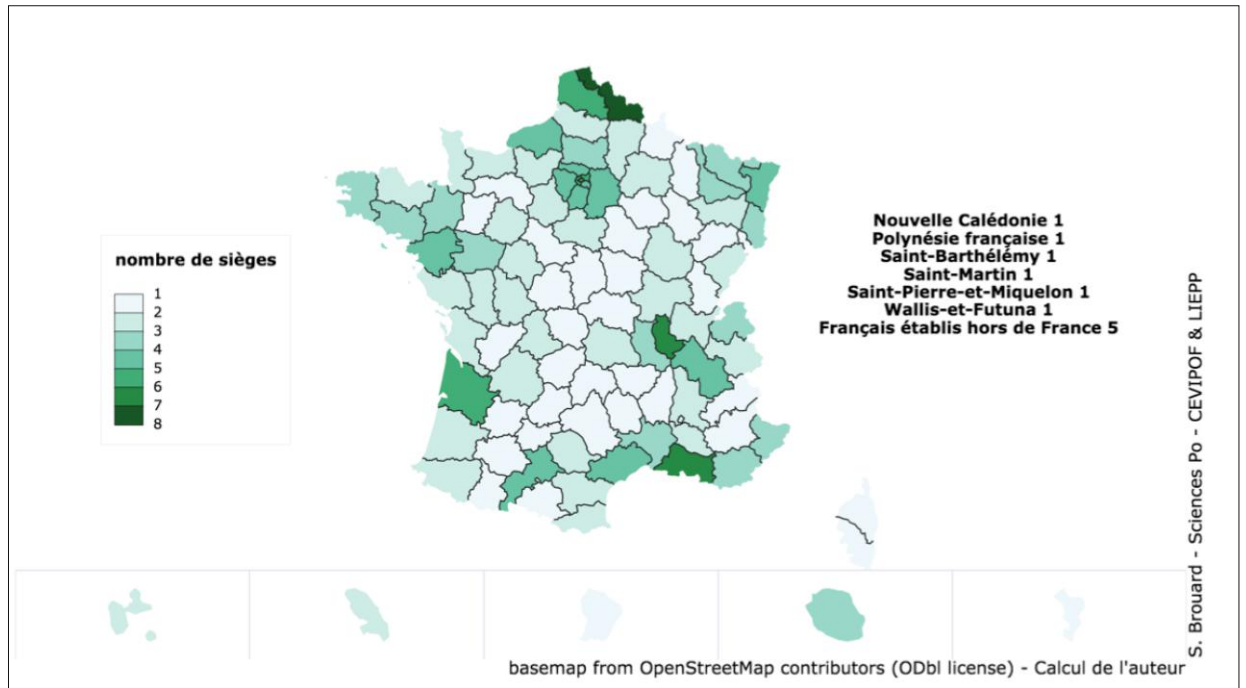 nombre de sièges
1
2
3
4
5
6
7
8
Nouvelle Calédonie 1
Polynésie française 1
Saint-Barthélémy 1
Saint-Martin 1
Saint-Pierre-et-Miquelon 1
Wallis-et-Futuna 1
Français établis hors de France 5
S. Brouard - Sciences Po - CEVIPOF & LIEPP
basemap from OpenStreetMap contributors (ODbl license) - Calcul de l'auteur